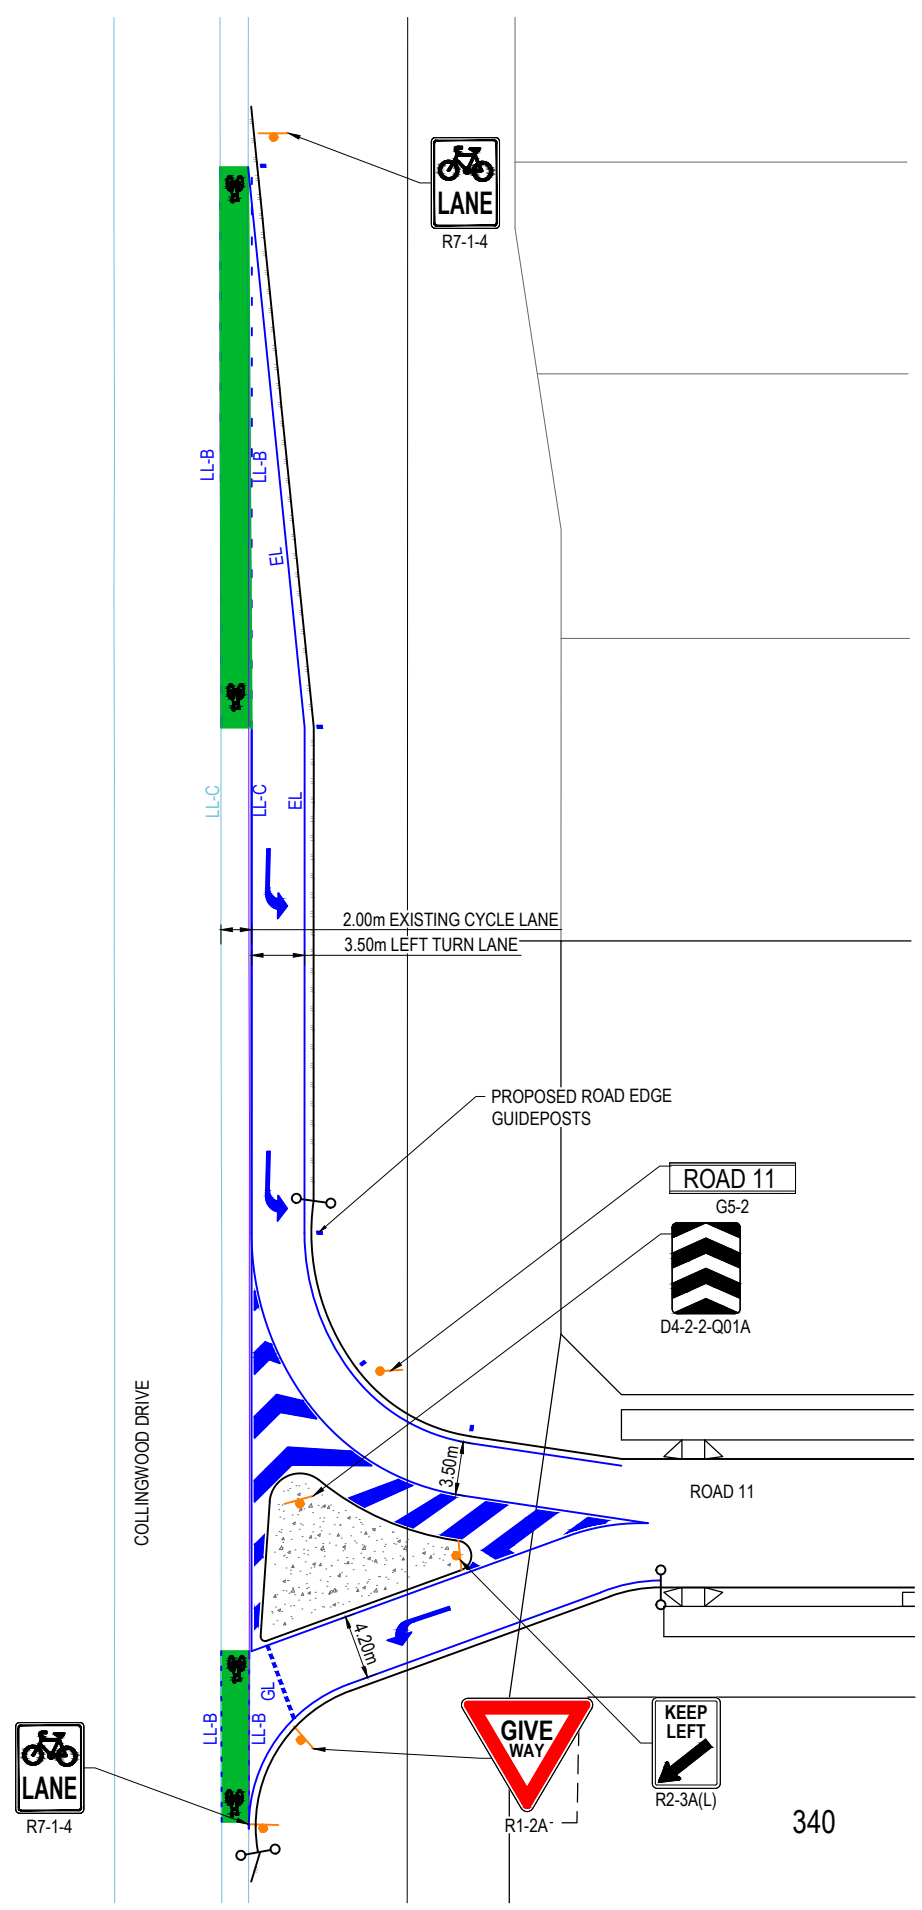 LANE
R7-1-4
LL-B
LL-B
EL
LL-C
LL-C
EL
2.00m EXISTING CYCLE LANE
3.50m LEFT TURN LANE
PROPOSED ROAD EDGE
GUIDEPOSTS
ROAD 11
G5-2
D4-2-2-Q01A
COLLINGWOOD DRIVE
3.50m
ROAD 11
4.20m
GL
LL-B
LL-B
LANE
R7-1-4
GIVE
WAY
R1-2A
KEEP
LEFT
R2-3A(L)
340